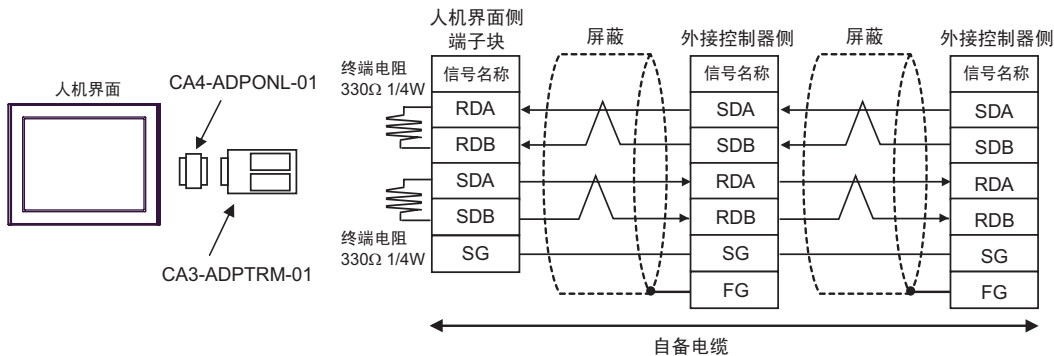 人机界面
CA4-ADPONL-01
CA3-ADPTRM-01
人机界面侧
端子块
终端电阻
330Ω 1/4W
信号名称
RDA
RDB
SDA
SDB
SG
终端电阻
330Ω 1/4W
屏蔽
外接控制器侧
信号名称
SDA
SDB
RDA
RDB
SG
FG
屏蔽
外接控制器侧
信号名称
SDA
SDB
RDA
RDB
SG
FG
自备电缆